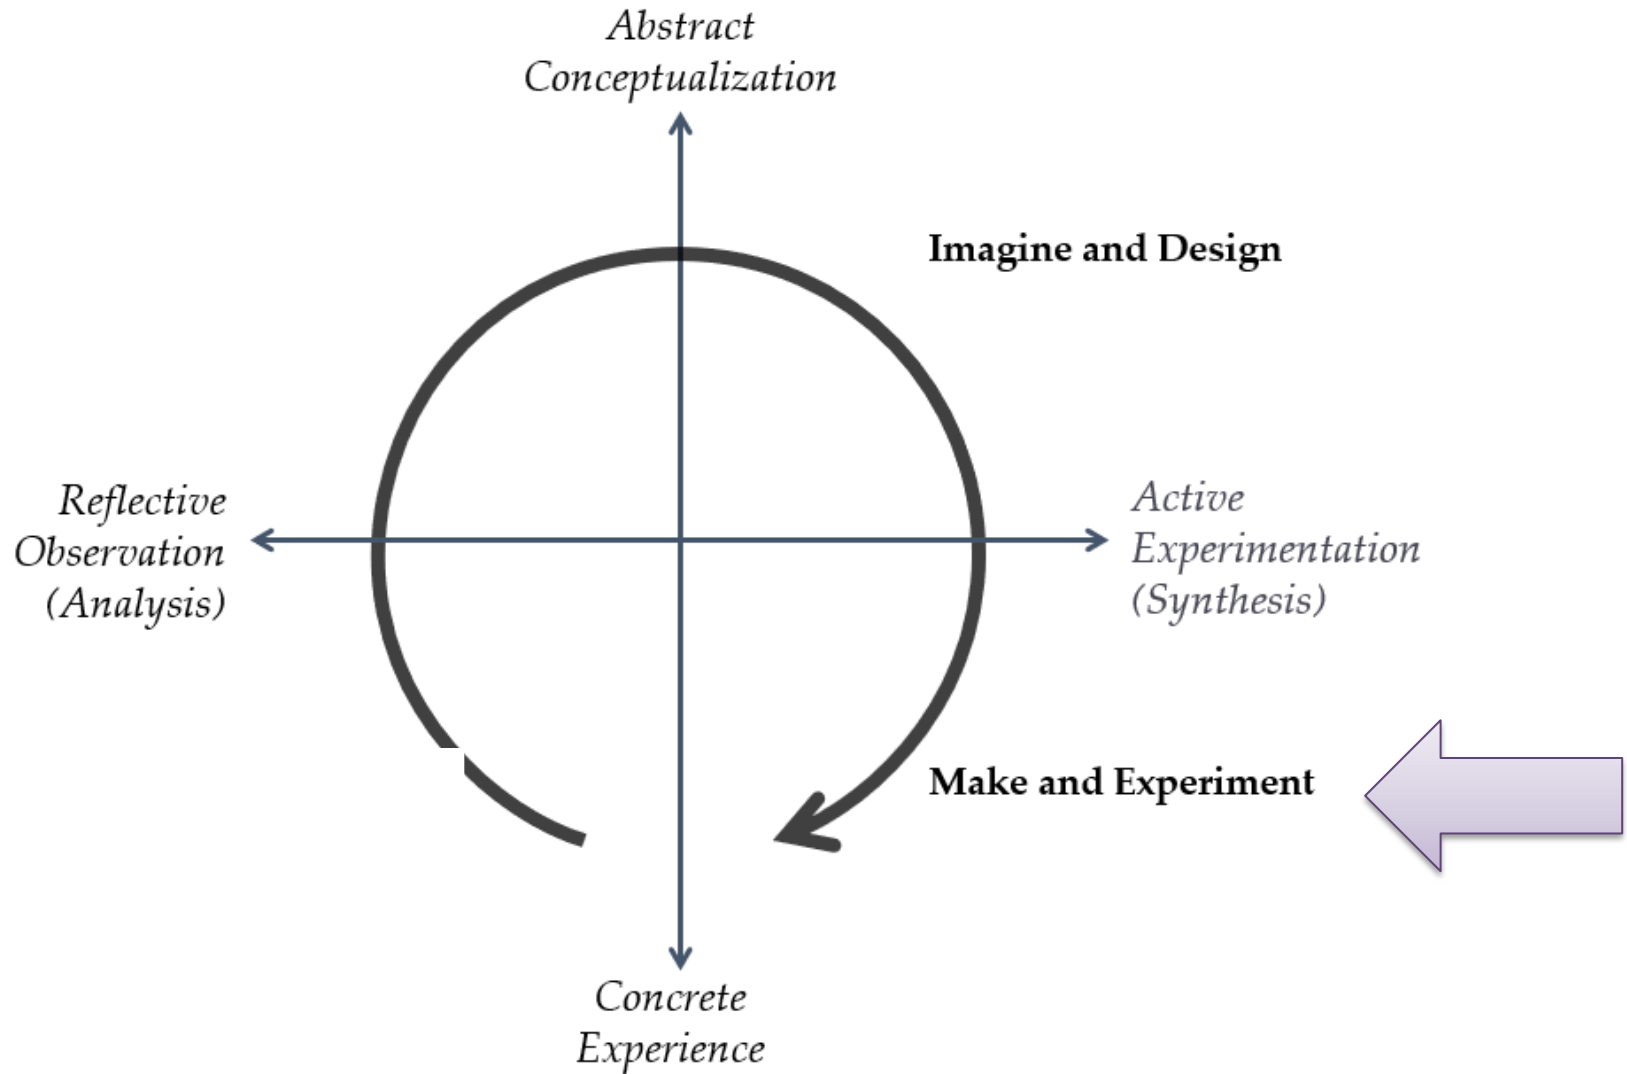 Abstract
Conceptualization
Imagine and Design
Reflective
Observation
(Analysis)
Active
Experimentation
(Synthesis)
Make and Experiment
Concrete
Experience